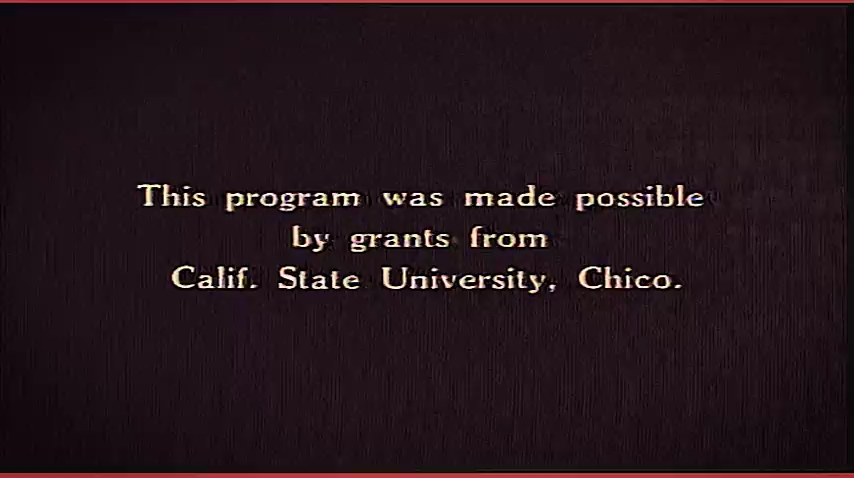 This program was made possible
by grants from
Calif. State University, Chico.